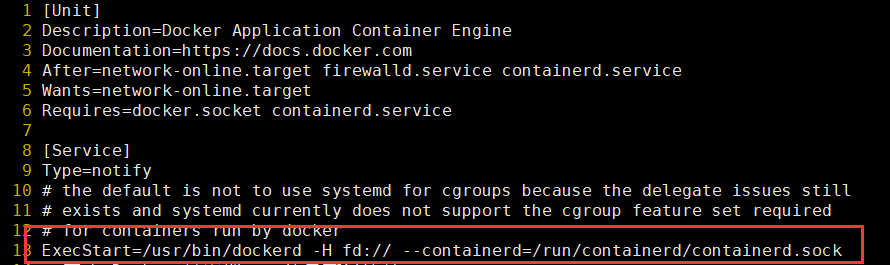 1 [Unit]
2 Description=Docker Application Container Engine
3 Documentation=https://docs.docker.com
4 After=network-online.target firewalld.service containerd.service
5 Wants=network-online.target
6 Requires=docker.socket containerd.service
7
8 [Service]
9 Type=notify
10 # the default is not to use systemd for cgroups because the delegate issues still
11 # exists and systemd currently does not support the cgroup feature set required
12 # for containers run by docker
13 ExecStart=/usr/bin/dockerd -H fd:// --containerd=/run/containerd/containerd.sock